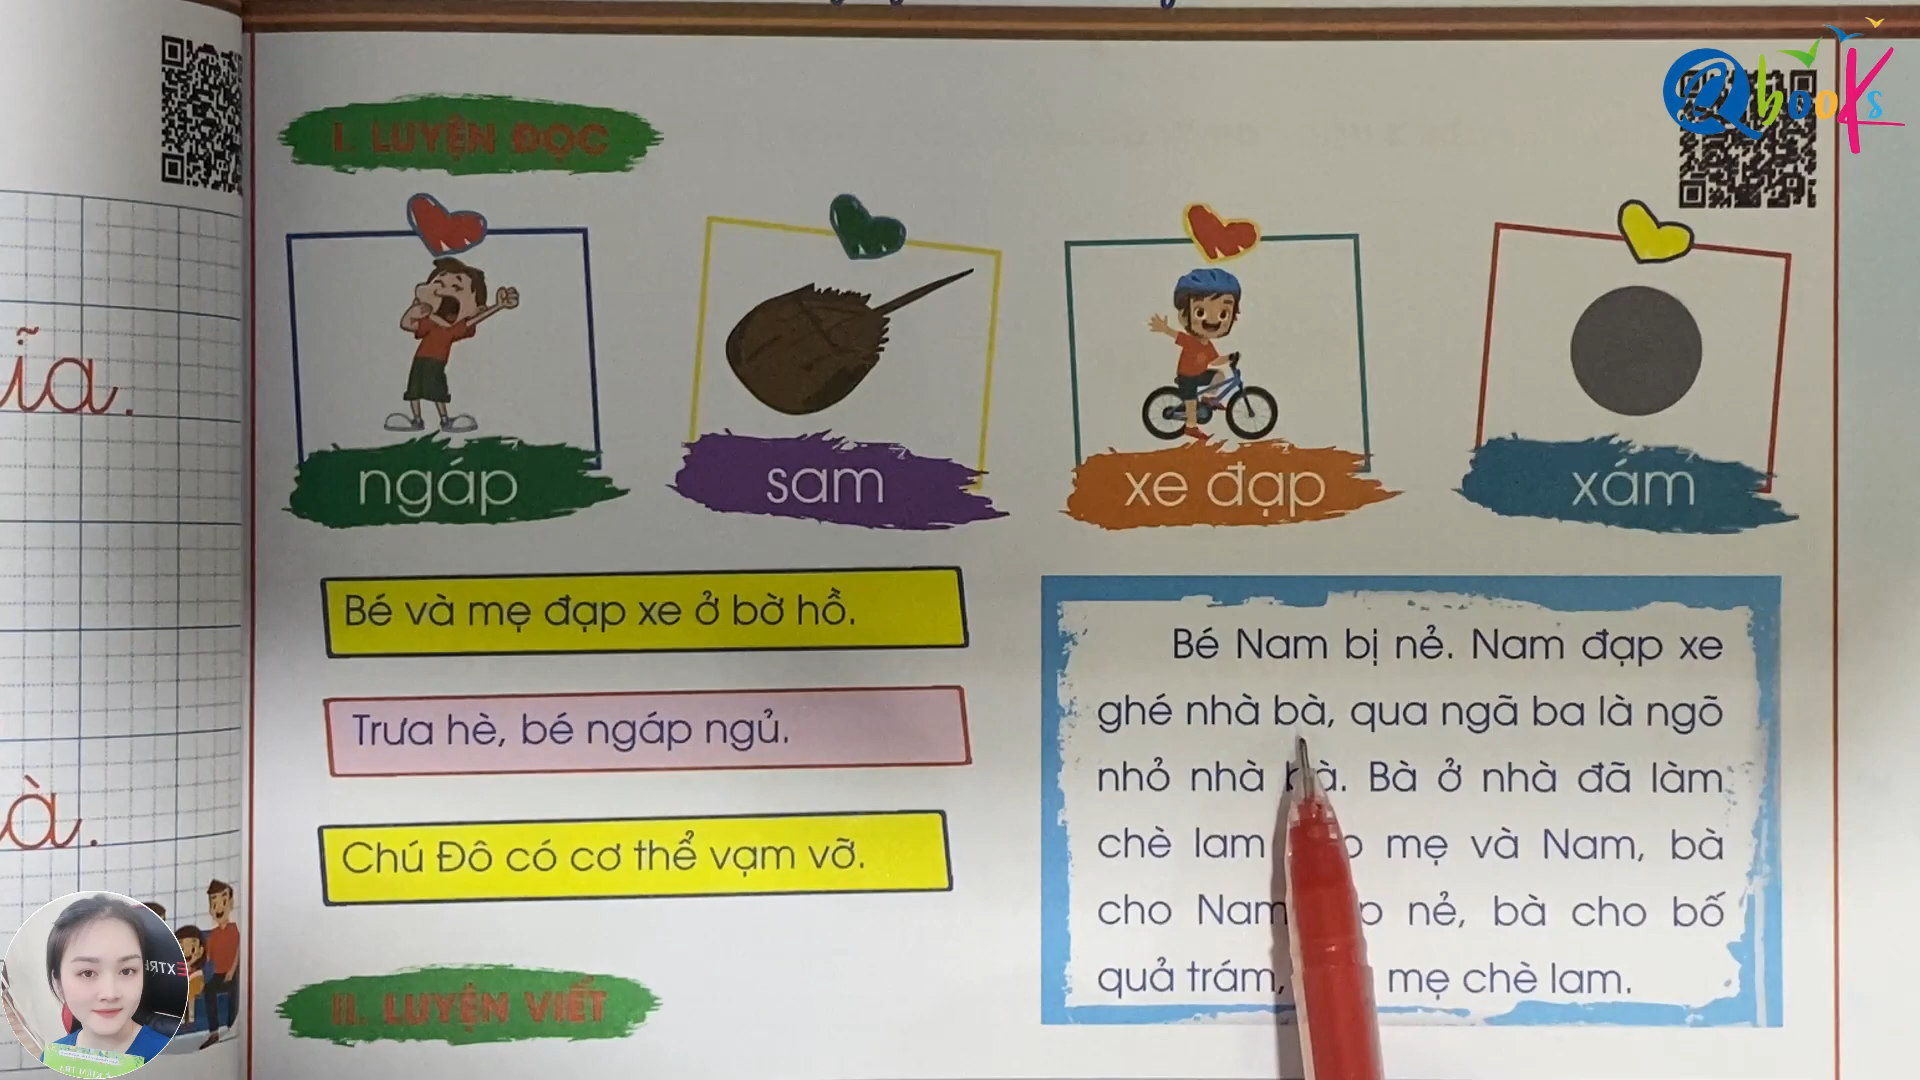 Qbooks
I. LUYỆN ĐỌC
ngáp
sam
xe đạp
xám
Bé và mẹ đạp xe ở bờ hồ.
Trưa hè, bé ngáp ngủ.
Chú Đô có cơ thể vạm vỡ.
Bé Nam bị nẻ. Nam đạp xe
ghé nhà bà, qua ngã ba là ngõ
nhỏ nhà bà. Bà ở nhà đã làm
chè lam mẹ và Nam, bà
cho Nam nẻ, bà cho bố
quả trám, mẹ chè lam.
II. LUYỆN VIẾT